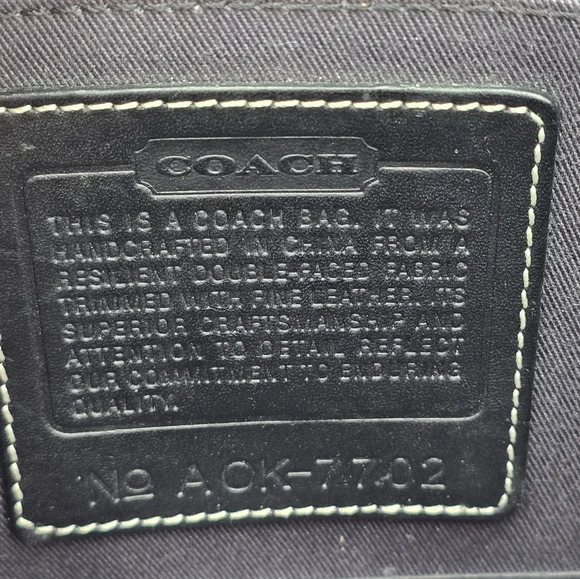 COACH
THIS IS A COACH BAG. IT WAS
HANDCRAFTED IN CHINA FROM A
RESILIENT DOUBLE-FACED FABRIC
TRIMMED WITH FINE LEATHER. ITS
SUPERIOR CRAFTSMANSHIP AND
ATTENTION TO DETAIL REFLECT
OUR COMMITMENT TO ENDURING
QUALITY.
No AOK-7702